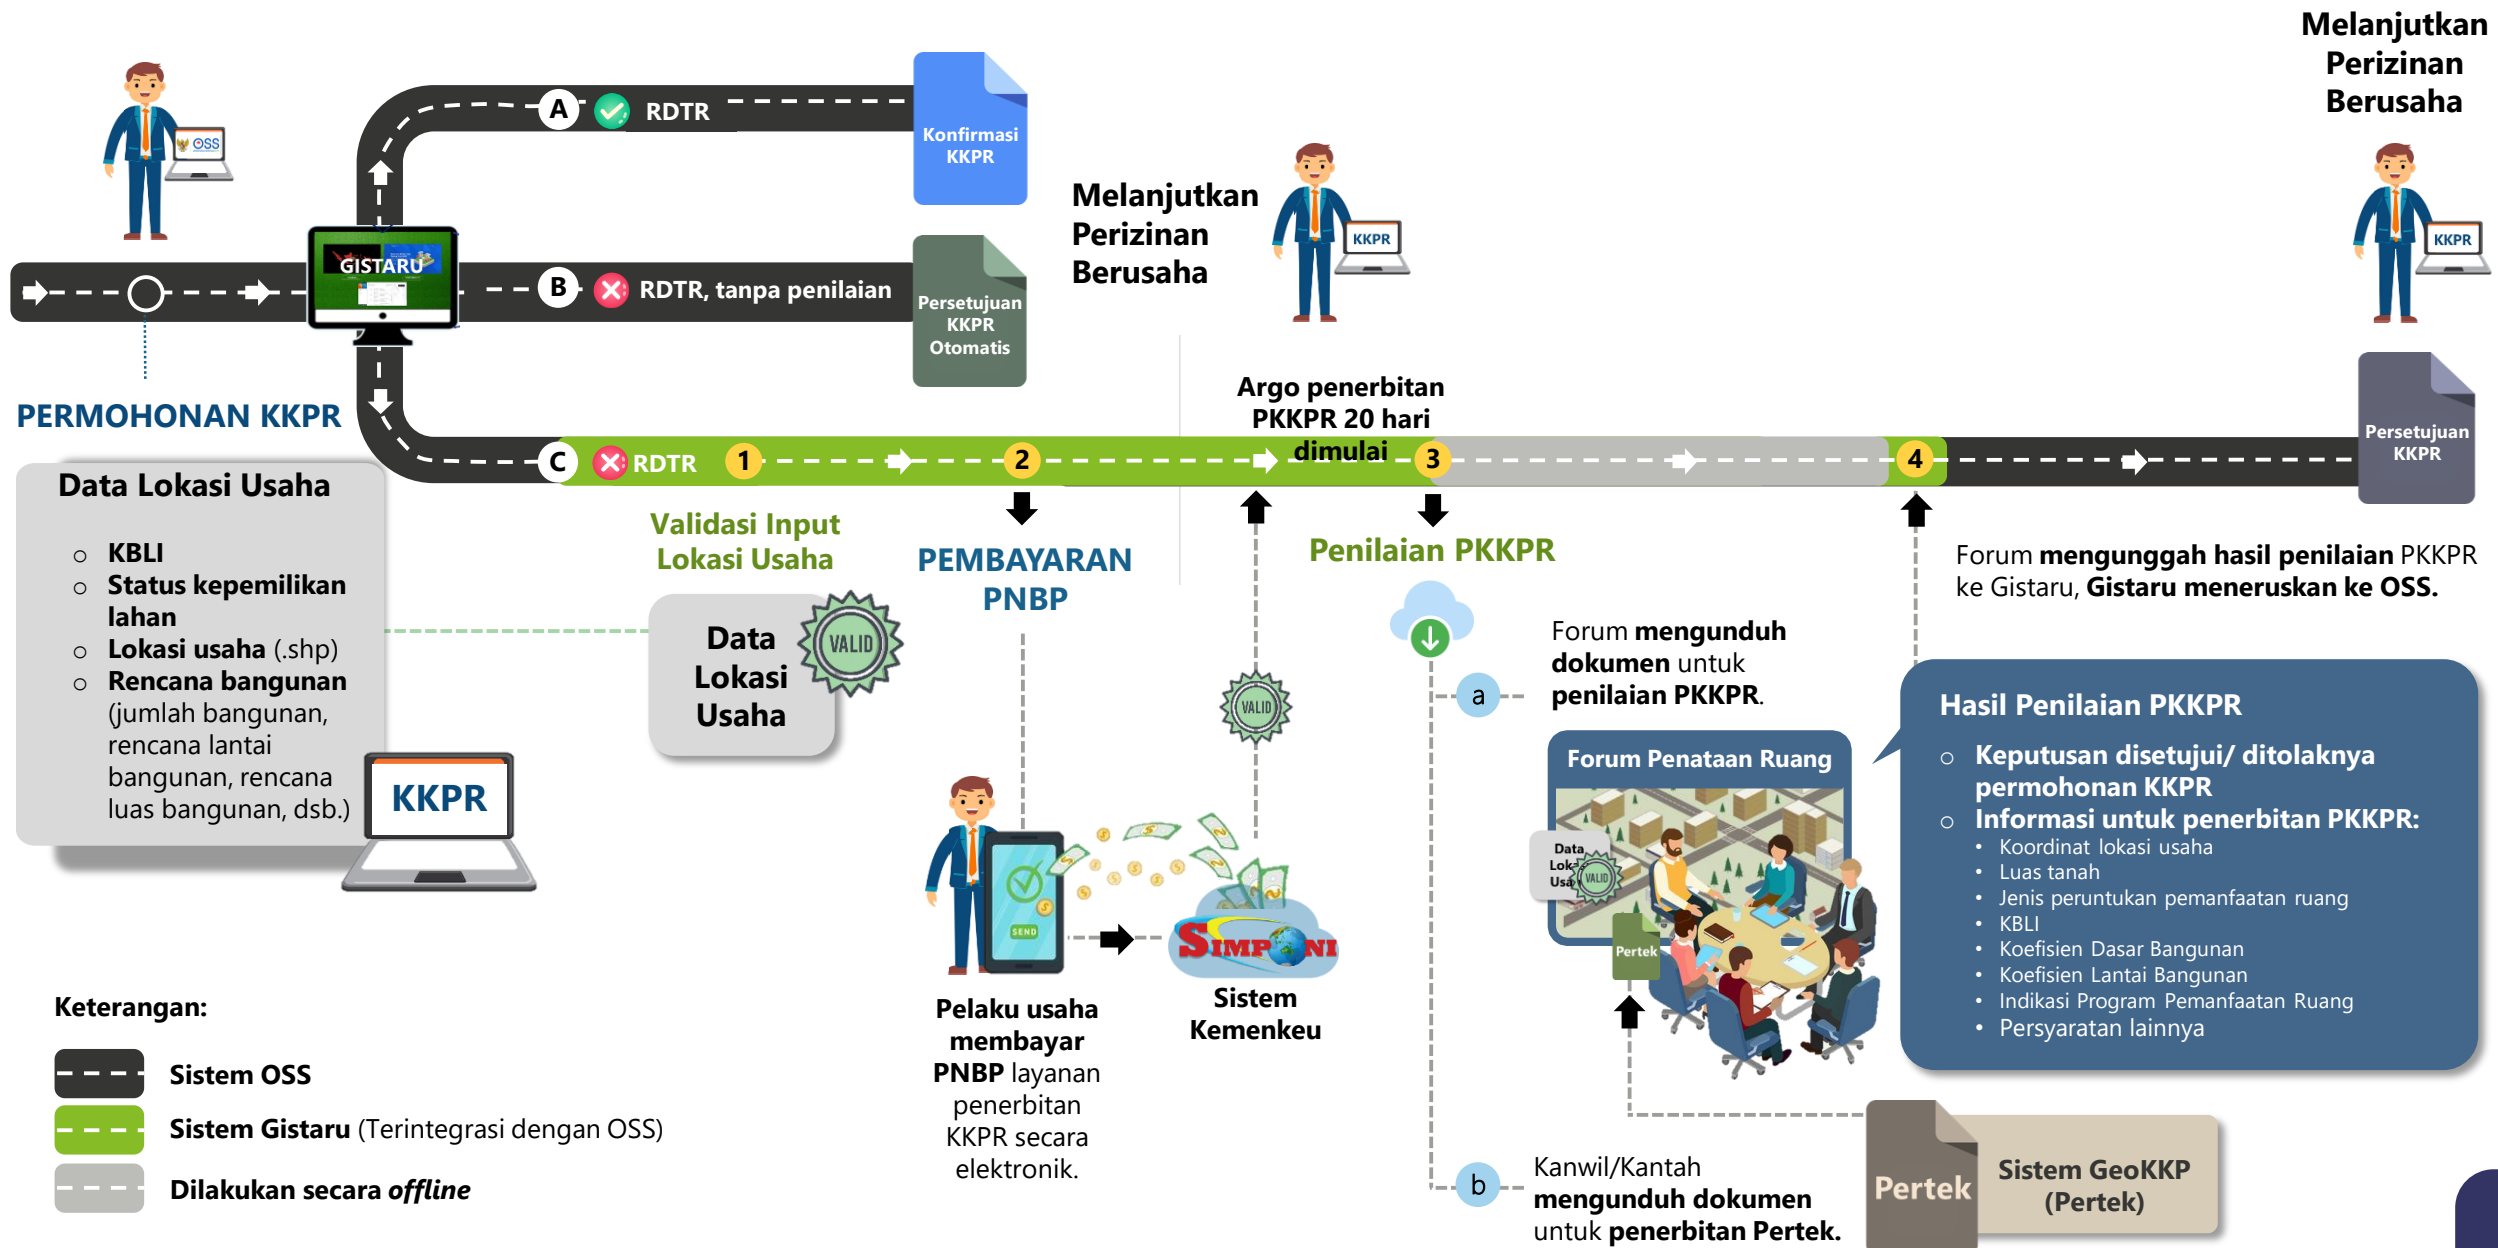 Melanjutkan
Perizinan
Berusaha
OSS
A
RDTR
Konfirmasi
KKPR
Melanjutkan
Perizinan
Berusaha
KKPR
KKPR
GISTARU
B
RDTR, tanpa penilaian
Persetujuan
KKPR
Otomatis
PERMOHONAN KKPR
Argo penerbitan
PKKPR 20 hari
dimulai
C
RDTR
1
2
3
4
Persetujuan
KKPR
Data Lokasi Usaha
o KBLI
o Status kepemilikan
lahan
o Lokasi usaha (.shp)
o Rencana bangunan
(jumlah bangunan,
rencana lantai
bangunan, rencana
luas bangunan, dsb.)
KKPR
Validasi Input
Lokasi Usaha
Data
Lokasi
Usaha
VALID
PEMBAYARAN
PNBP
VALID
SEND
SIMPONI
Pelaku usaha
membayar
PNBP layanan
penerbitan
KKPR secara
elektronik.
Sistem
Kemenkeu
Penilaian PKKPR
a
Forum mengunduh
dokumen untuk
penilaian PKKPR.
Forum Penataan Ruang
Data
Usa
VALID
Pertek
Forum mengunggah hasil penilaian PKKPR
ke Gistaru, Gistaru meneruskan ke OSS.
Hasil Penilaian PKKPR
o Keputusan disetujui/ ditolaknya
permohonan KKPR
o Informasi untuk penerbitan PKKPR:
• Koordinat lokasi usaha
• Luas tanah
• Jenis peruntukan pemanfaatan ruang
• KBLI
• Koefisien Dasar Bangunan
• Koefisien Lantai Bangunan
• Indikasi Program Pemanfaatan Ruang
• Persyaratan lainnya
b
Kanwil/Kantah
mengunduh dokumen
untuk penerbitan Pertek.
Pertek
Sistem GeoKKP
(Pertek)
Keterangan:
Sistem OSS
Sistem Gistaru (Terintegrasi dengan OSS)
Dilakukan secara offline